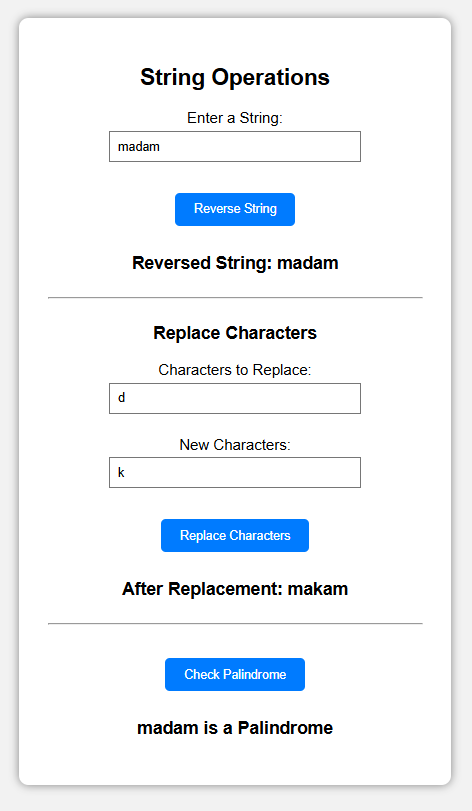 String Operations
Enter a String:
madam
Reverse String
Reversed String: madam
Replace Characters
Characters to Replace:
d
New Characters:
k
Replace Characters
After Replacement: makam
Check Palindrome
madam is a Palindrome